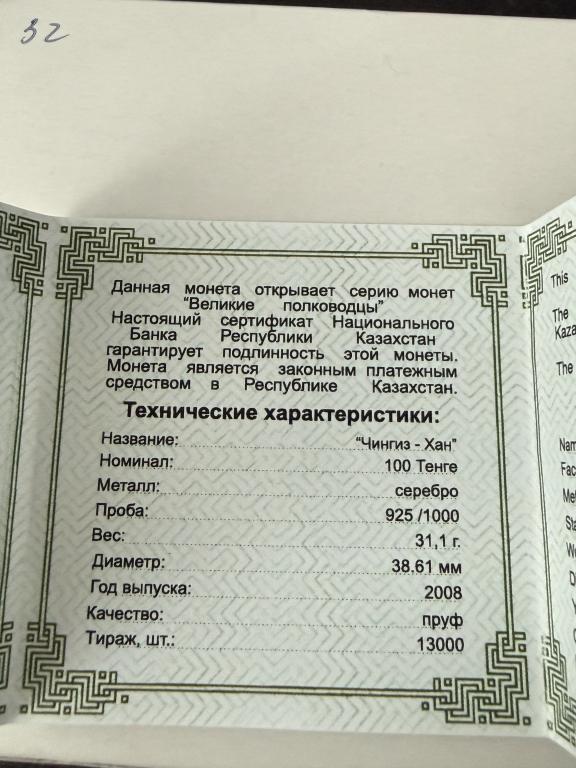 32
Данная монета открывает серию монет
"Великие полководцы"
Настоящий сертификат Национального
Банка Республики Казахстан
гарантирует подлинность этой монеты.
Монета является законным платежным
средством в Республике Казахстан.
Технические характеристики:
Название: "Чингиз - Хан"
Номинал: 100 Тенге
Металл: серебро
Проба: 925 /1000
Вес: 31,1 г.
Диаметр: 38.61 мм
Год выпуска: 2008
Качество: пруф
Тираж, шт.: 13000
This
The
The